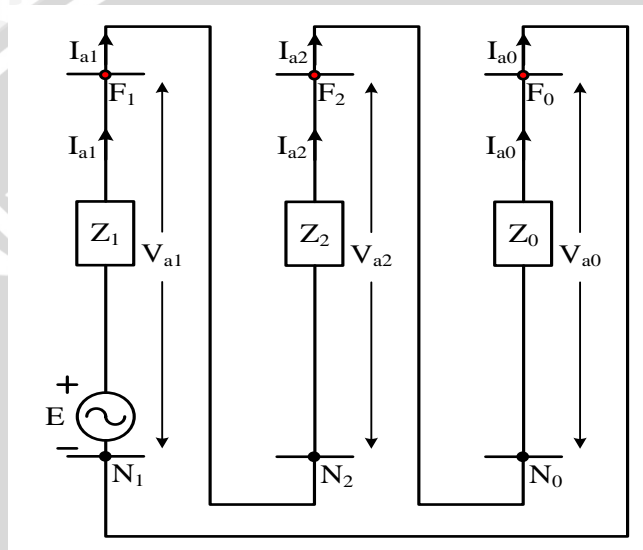 Ia1 Ia2 Ia0
F1 F2 F0
Ia1 Ia2 Ia0
Z1 Z2 Z0
Va1 Va2 Va0
+
E
−
N1 N2 N0